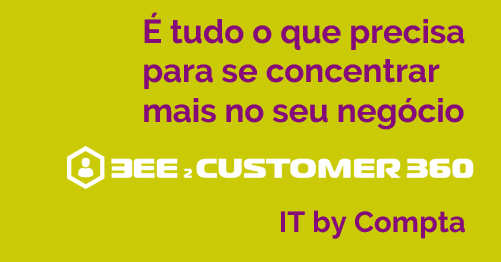 É tudo o que precisa
para se concentrar
mais no seu negócio
BEE 2 CUSTOMER 360
IT by Compta